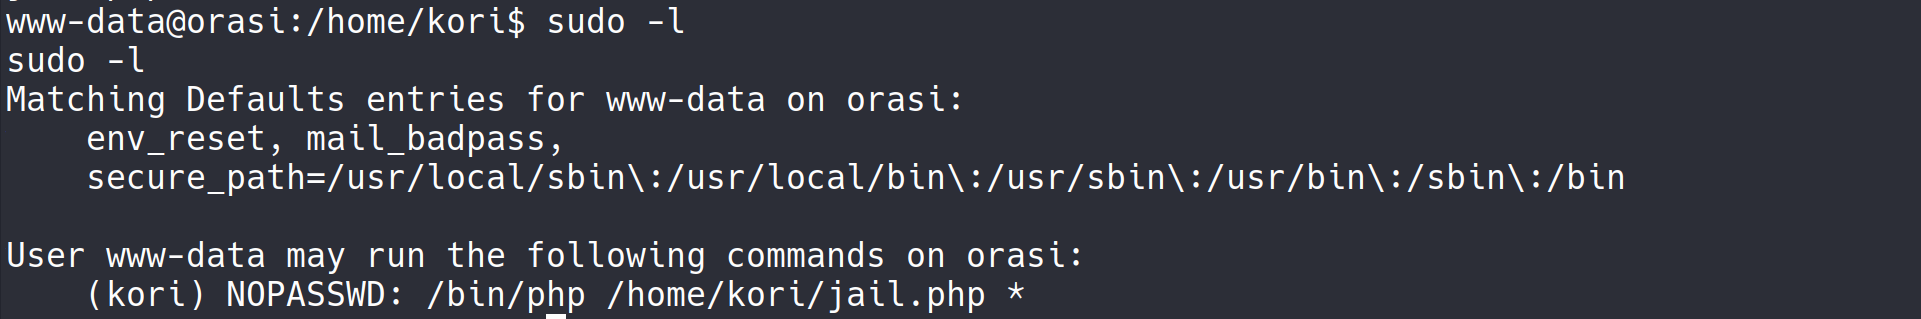 www-data@orasi:/home/kori$ sudo -l
sudo -l
Matching Defaults entries for www-data on orasi:
    env_reset, mail_badpass,
    secure_path=/usr/local/sbin\:/usr/local/bin\:/usr/sbin\:/usr/bin\:/sbin\:/bin

User www-data may run the following commands on orasi:
    (kori) NOPASSWD: /bin/php /home/kori/jail.php *